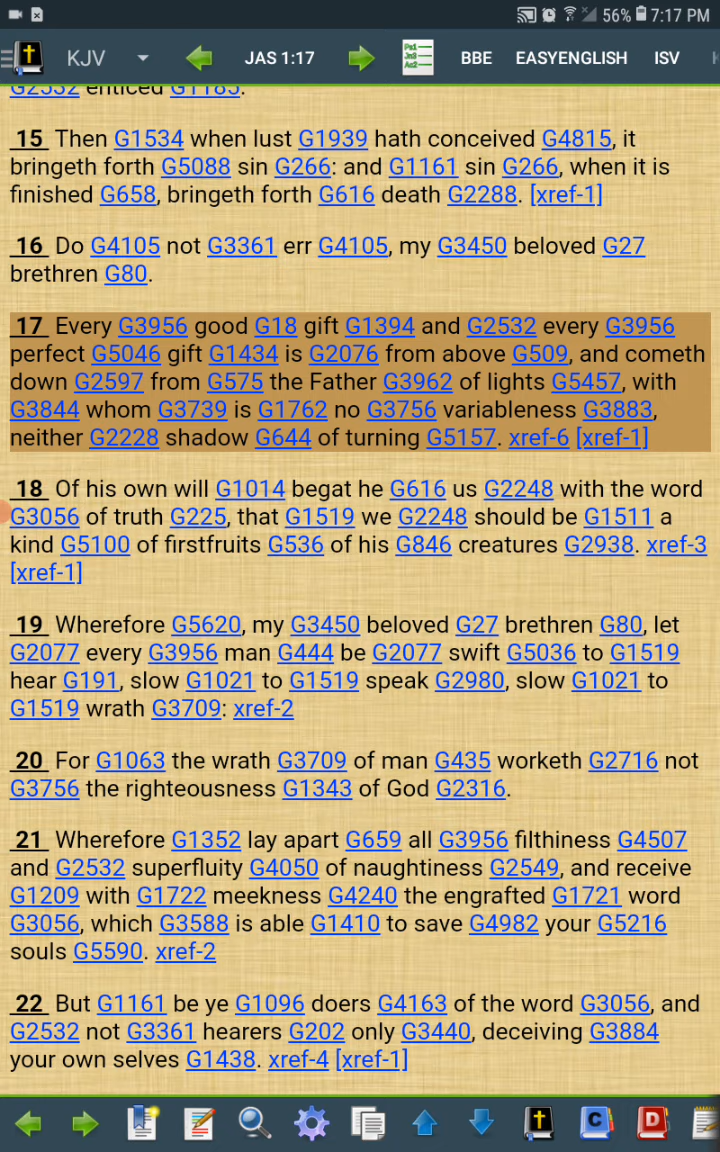 56% 7:17 PM
KJV JAS 1:17 BBE EASYENGLISH ISV
G2532 enticed G1185.
15 Then G1534 when lust G1939 hath conceived G4815, it
bringeth forth G5088 sin G266: and G1161 sin G266, when it is
finished G658, bringeth forth G616 death G2288. [xref-1]
16 Do G4105 not G3361 err G4105, my G3450 beloved G27
brethren G80.
17 Every G3956 good G18 gift G1394 and G2532 every G3956
perfect G5046 gift G1434 is G2076 from above G509, and cometh
down G2597 from G575 the Father G3962 of lights G5457, with
G3844 whom G3739 is G1762 no G3756 variableness G3883,
neither G2228 shadow G644 of turning G5157. xref-6 [xref-1]
18 Of his own will G1014 begat he G616 us G2248 with the word
G3056 of truth G225, that G1519 we G2248 should be G1511 a
kind G5100 of firstfruits G536 of his G846 creatures G2938. xref-3
[xref-1]
19 Wherefore G5620, my G3450 beloved G27 brethren G80, let
G2077 every G3956 man G444 be G2077 swift G5036 to G1519
hear G191, slow G1021 to G1519 speak G2980, slow G1021 to
G1519 wrath G3709: xref-2
20 For G1063 the wrath G3709 of man G435 worketh G2716 not
G3756 the righteousness G1343 of God G2316.
21 Wherefore G1352 lay apart G659 all G3956 filthiness G4507
and G2532 superfluity G4050 of naughtiness G2549, and receive
G1209 with G1722 meekness G4240 the engrafted G1721 word
G3056, which G3588 is able G1410 to save G4982 your G5216
souls G5590. xref-2
22 But G1161 be ye G1096 doers G4163 of the word G3056, and
G2532 not G3361 hearers G202 only G3440, deceiving G3884
your own selves G1438. xref-4 [xref-1]
C D